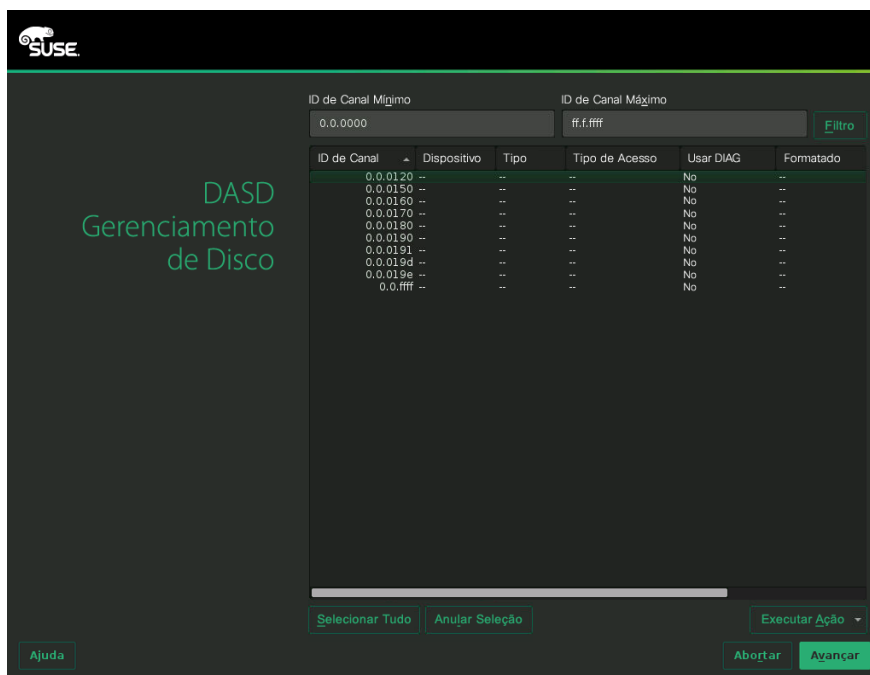 SUSE.
ID de Canal Mínimo ID de Canal Máximo
0.0.0000 ff.f.ffff Filtro
DASD
Gerenciamento
de Disco
ID de Canal Dispositivo Tipo Tipo de Acesso Usar DIAG Formatado
0.0.0120 -- -- -- No --
0.0.0150 -- -- -- No --
0.0.0160 -- -- -- No --
0.0.0170 -- -- -- No --
0.0.0180 -- -- -- No --
0.0.0190 -- -- -- No --
0.0.0191 -- -- -- No --
0.0.019d -- -- -- No --
0.0.019e -- -- -- No --
0.0.ffff -- -- -- No --
Selecionar Tudo Anular Seleção Executar Ação
Ajuda Abortar Avançar